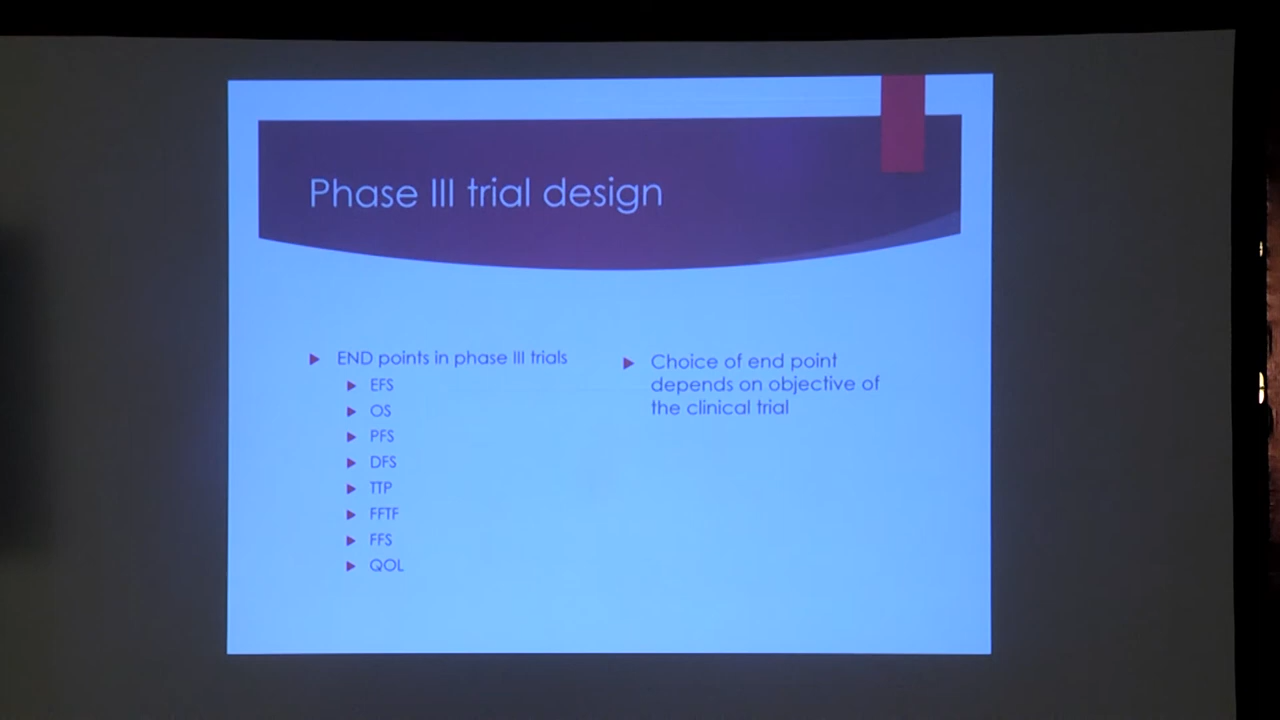 Phase III trial design
END points in phase III trials
EFS
OS
PFS
DFS
TTP
FFTF
FFS
QOL
Choice of end point
depends on objective of
the clinical trial